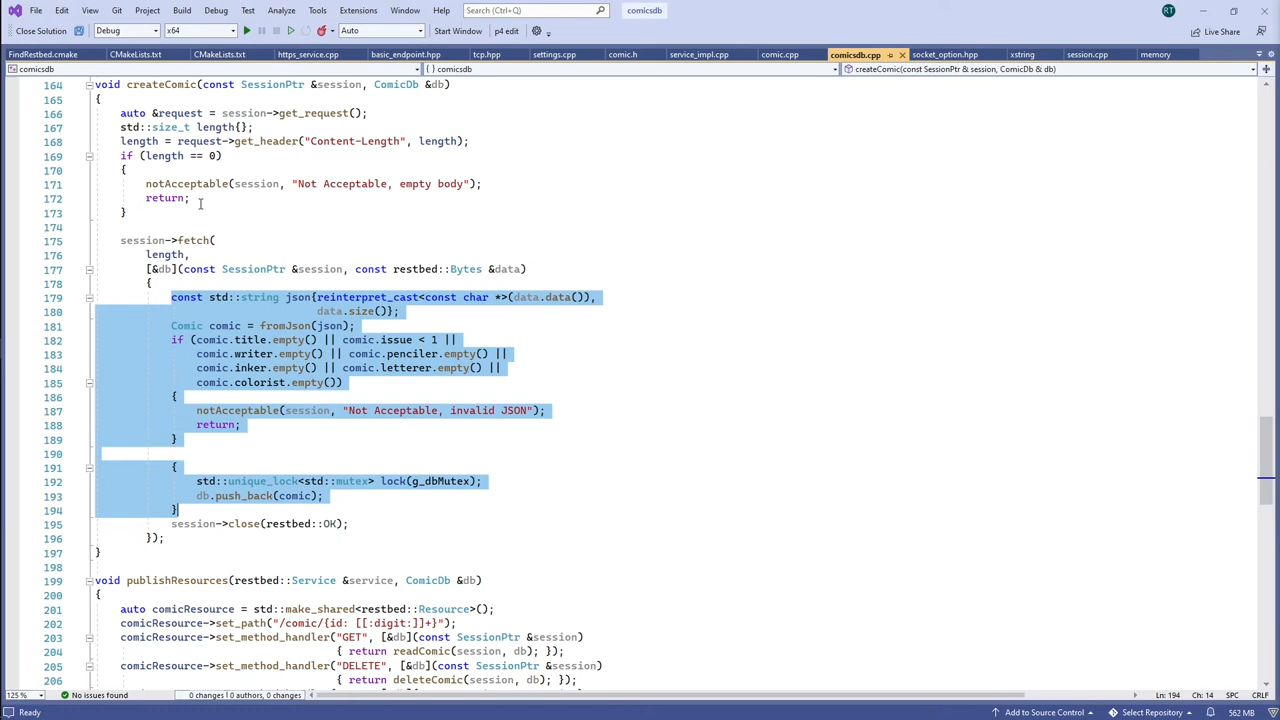 File Edit View Git Project Build Debug Test Analyze Tools Extensions Window Help Search (Ctrl+Q) comicsdb RT
Close Solution Debug x64 Auto Start Window p4 edit Live Share
FindRestbed.cmake CMakeLists.txt CMakeLists.txt https_service.cpp basic_endpoint.hpp tcp.hpp settings.cpp comic.h service_impl.cpp comic.cpp comicsdb.cpp socket_option.hpp xstring session.cpp memory
comicsdb {} comicsdb createComic(const SessionPtr & session, ComicDb & db)
164 void createComic(const SessionPtr &session, ComicDb &db)
165 {
166 auto &request = session->get_request();
167 std::size_t length{};
168 length = request->get_header("Content-Length", length);
169 if (length == 0)
170 {
171 notAcceptable(session, "Not Acceptable, empty body");
172 return;
173 }
174
175 session->fetch(
176 length,
177 [&db](const SessionPtr &session, const restbed::Bytes &data)
178 {
179 const std::string json{reinterpret_cast<const char *>(data.data()),
180 data.size()};
181 Comic comic = fromJson(json);
182 if (comic.title.empty() || comic.issue < 1 ||
183 comic.writer.empty() || comic.penciler.empty() ||
184 comic.inker.empty() || comic.letterer.empty() ||
185 comic.colorist.empty())
186 {
187 notAcceptable(session, "Not Acceptable, invalid JSON");
188 return;
189 }
190
191 {
192 std::unique_lock<std::mutex> lock(g_dbMutex);
193 db.push_back(comic);
194 }
195 session->close(restbed::OK);
196 });
197 }
198
199 void publishResources(restbed::Service &service, ComicDb &db)
200 {
201 auto comicResource = std::make_shared<restbed::Resource>();
202 comicResource->set_path("/comic/{id: [[:digit:]]+}");
203 comicResource->set_method_handler("GET", [&db](const SessionPtr &session)
204 { return readComic(session, db); });
205 comicResource->set_method_handler("DELETE", [&db](const SessionPtr &session)
206 { return deleteComic(session, db); });
125 % No issues found 0 changes | 0 authors, 0 changes Ln: 194 Ch: 14 SPC CRLF
Ready Add to Source Control Select Repository 562 MB